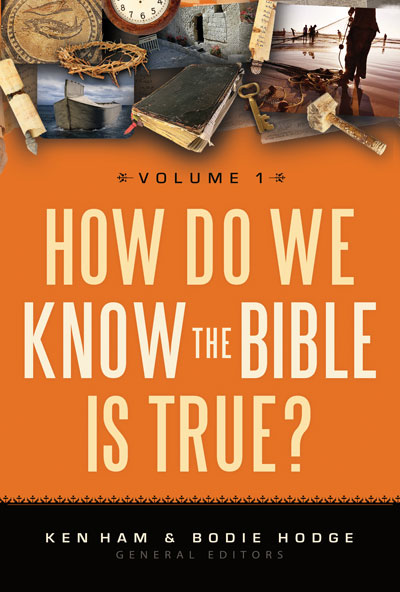 VOLUME 1
HOW DO WE
KNOW THE BIBLE
IS TRUE?
KEN HAM & BODIE HODGE
GENERAL EDITORS